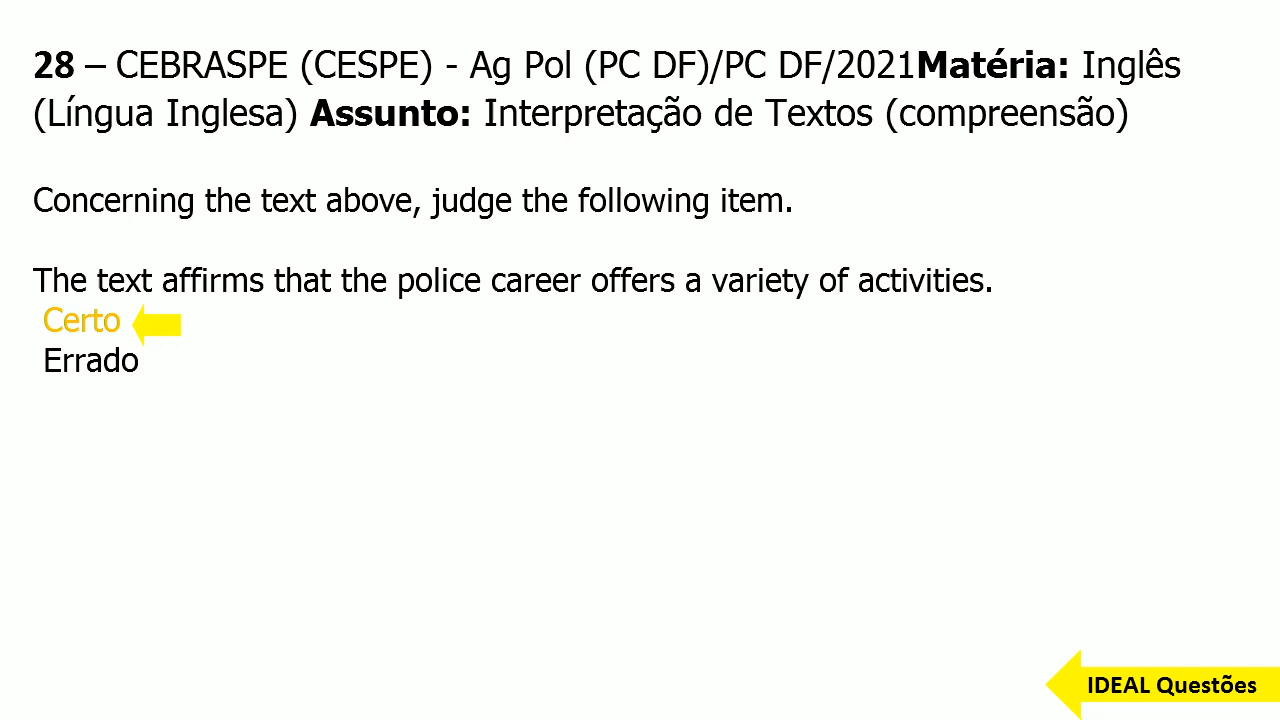 28 – CEBRASPE (CESPE) - Ag Pol (PC DF)/PC DF/2021Matéria: Inglês
(Língua Inglesa) Assunto: Interpretação de Textos (compreensão)
Concerning the text above, judge the following item.
The text affirms that the police career offers a variety of activities.
Certo
Errado
IDEAL Questões